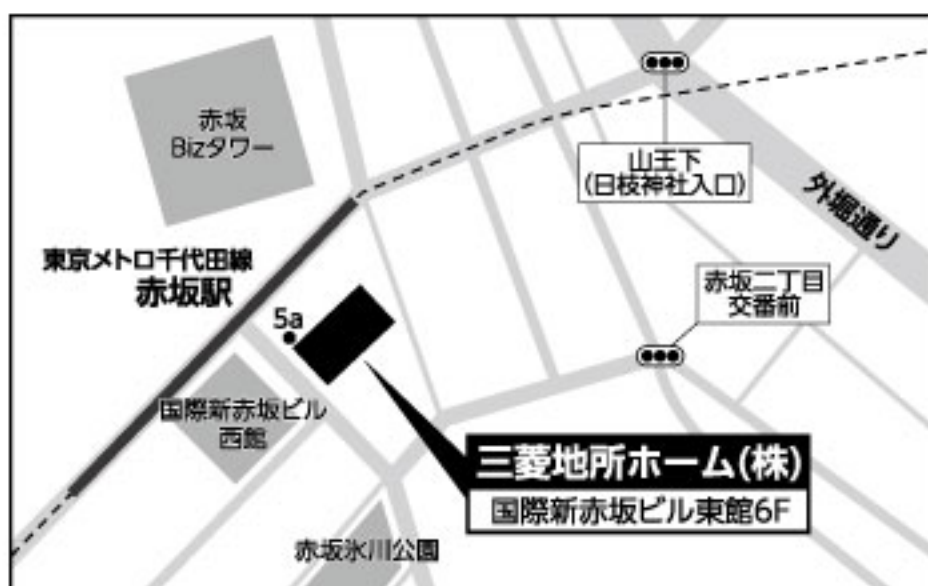 赤坂
Bizタワー
山王下
(日枝神社入口)
外堀通り
東京メトロ千代田線
赤坂駅
赤坂二丁目
交番前
5a
国際新赤坂ビル
西館
三菱地所ホーム(株)
国際新赤坂ビル東館6F
赤坂氷川公園